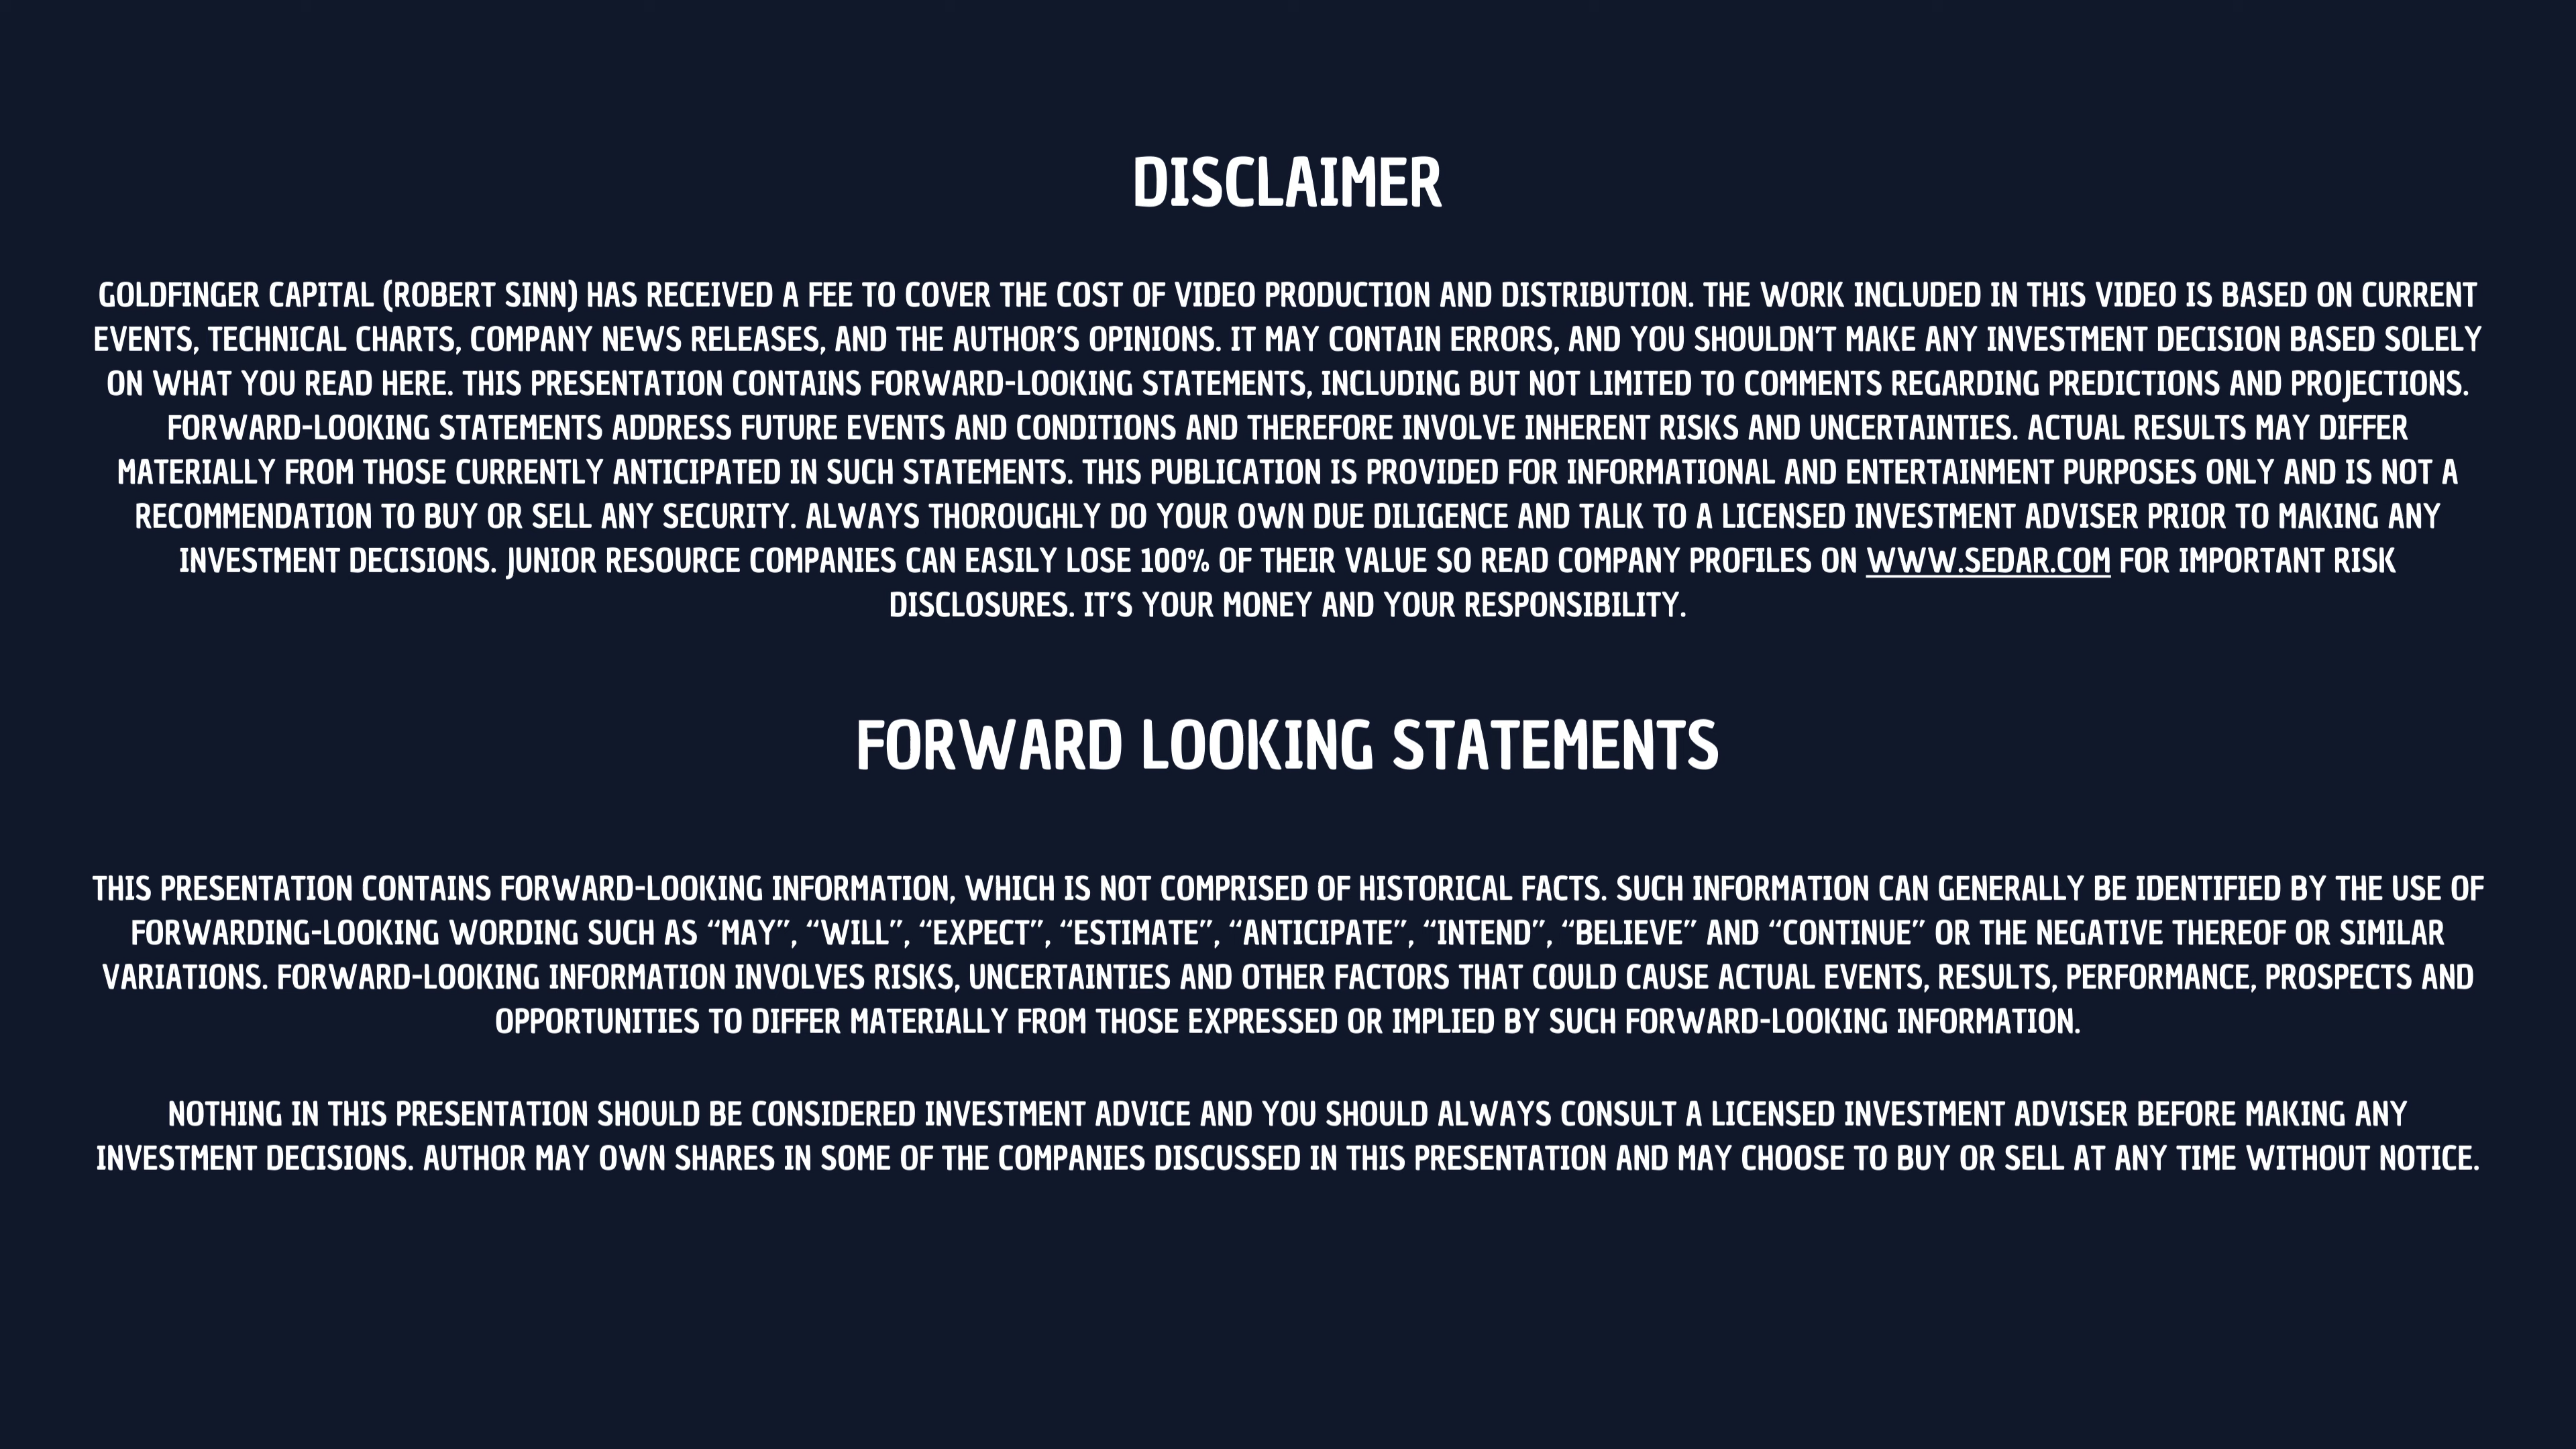 DISCLAIMER
GOLDFINGER CAPITAL (ROBERT SINN) HAS RECEIVED A FEE TO COVER THE COST OF VIDEO PRODUCTION AND DISTRIBUTION. THE WORK INCLUDED IN THIS VIDEO IS BASED ON CURRENT
EVENTS, TECHNICAL CHARTS, COMPANY NEWS RELEASES, AND THE AUTHOR’S OPINIONS. IT MAY CONTAIN ERRORS, AND YOU SHOULDN’T MAKE ANY INVESTMENT DECISION BASED SOLELY
ON WHAT YOU READ HERE. THIS PRESENTATION CONTAINS FORWARD-LOOKING STATEMENTS, INCLUDING BUT NOT LIMITED TO COMMENTS REGARDING PREDICTIONS AND PROJECTIONS.
FORWARD-LOOKING STATEMENTS ADDRESS FUTURE EVENTS AND CONDITIONS AND THEREFORE INVOLVE INHERENT RISKS AND UNCERTAINTIES. ACTUAL RESULTS MAY DIFFER
MATERIALLY FROM THOSE CURRENTLY ANTICIPATED IN SUCH STATEMENTS. THIS PUBLICATION IS PROVIDED FOR INFORMATIONAL AND ENTERTAINMENT PURPOSES ONLY AND IS NOT A
RECOMMENDATION TO BUY OR SELL ANY SECURITY. ALWAYS THOROUGHLY DO YOUR OWN DUE DILIGENCE AND TALK TO A LICENSED INVESTMENT ADVISER PRIOR TO MAKING ANY
INVESTMENT DECISIONS. JUNIOR RESOURCE COMPANIES CAN EASILY LOSE 100% OF THEIR VALUE SO READ COMPANY PROFILES ON WWW.SEDAR.COM FOR IMPORTANT RISK
DISCLOSURES. IT’S YOUR MONEY AND YOUR RESPONSIBILITY.
FORWARD LOOKING STATEMENTS
THIS PRESENTATION CONTAINS FORWARD-LOOKING INFORMATION, WHICH IS NOT COMPRISED OF HISTORICAL FACTS. SUCH INFORMATION CAN GENERALLY BE IDENTIFIED BY THE USE OF
FORWARDING-LOOKING WORDING SUCH AS “MAY”, “WILL”, “EXPECT”, “ESTIMATE”, “ANTICIPATE”, “INTEND”, “BELIEVE” AND “CONTINUE” OR THE NEGATIVE THEREOF OR SIMILAR
VARIATIONS. FORWARD-LOOKING INFORMATION INVOLVES RISKS, UNCERTAINTIES AND OTHER FACTORS THAT COULD CAUSE ACTUAL EVENTS, RESULTS, PERFORMANCE, PROSPECTS AND
OPPORTUNITIES TO DIFFER MATERIALLY FROM THOSE EXPRESSED OR IMPLIED BY SUCH FORWARD-LOOKING INFORMATION.
NOTHING IN THIS PRESENTATION SHOULD BE CONSIDERED INVESTMENT ADVICE AND YOU SHOULD ALWAYS CONSULT A LICENSED INVESTMENT ADVISER BEFORE MAKING ANY
INVESTMENT DECISIONS. AUTHOR MAY OWN SHARES IN SOME OF THE COMPANIES DISCUSSED IN THIS PRESENTATION AND MAY CHOOSE TO BUY OR SELL AT ANY TIME WITHOUT NOTICE.